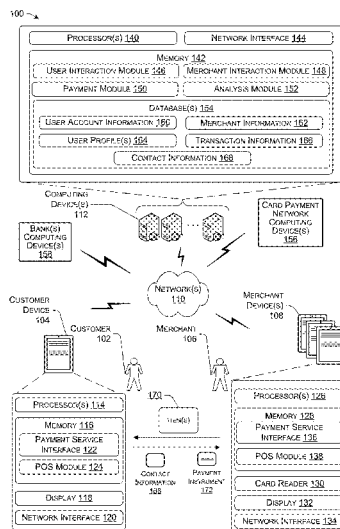 100
PROCESSOR(S) 140
NETWORK INTERFACE 144
MEMORY 142
USER INTERACTION MODULE 146
MERCHANT INTERACTION MODULE 148
PAYMENT MODULE 150
ANALYSIS MODULE 152
DATABASE(S) 154
USER ACCOUNT INFORMATION
MERCHANT INFORMATION 162
USER PROFILE(S) 164
TRANSACTION INFORMATION 166
CONTACT INFORMATION 168
COMPUTING DEVICE(S) 112
BANK(S) COMPUTING DEVICE(S) 158
CARD PAYMENT NETWORK COMPUTING DEVICE(S) 156
NETWORK(S) 110
CUSTOMER DEVICE 104
CUSTOMER 102
MERCHANT 106
MERCHANT DEVICE(S) 108
PROCESSOR(S) 114
MEMORY 116
PAYMENT SERVICE INTERFACE 122
POS MODULE 124
DISPLAY 118
NETWORK INTERFACE 120
170
ITEM(S)
CONTACT INFORMATION 168
PAYMENT INSTRUMENT 172
PROCESSOR(S) 126
MEMORY 128
PAYMENT SERVICE INTERFACE 136
POS MODULE 138
CARD READER 130
DISPLAY 132
NETWORK INTERFACE 134